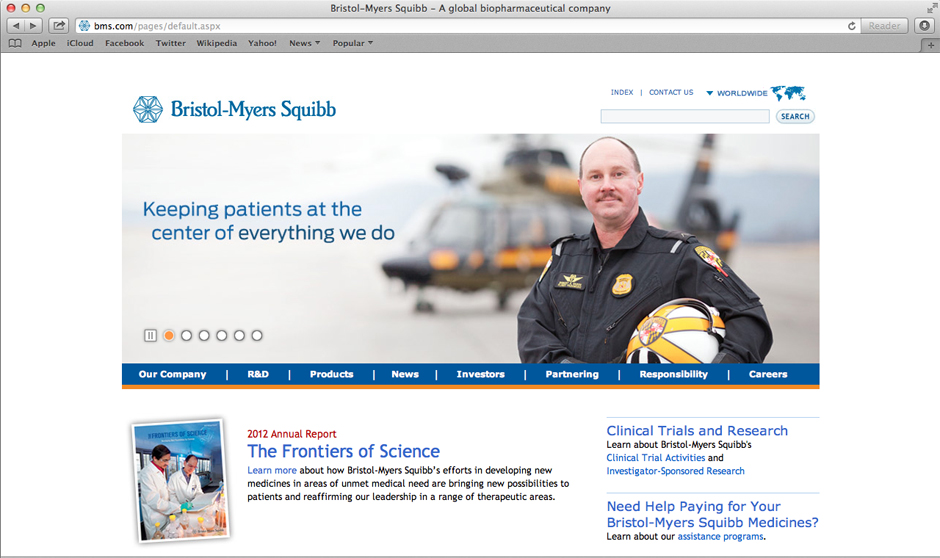 Bristol-Myers Squibb - A global biopharmaceutical company
bms.com/pages/default.aspx
Reader
Apple iCloud Facebook Twitter Wikipedia Yahoo! News Popular
INDEX | CONTACT US WORLDWIDE
Bristol-Myers Squibb
SEARCH
Keeping patients at the
center of everything we do
Our Company | R&D | Products | News | Investors | Partnering | Responsibility | Careers
FRONTIERS OF SCIENCE
2012 Annual Report
The Frontiers of Science
Learn more about how Bristol-Myers Squibb's efforts in developing new
medicines in areas of unmet medical need are bringing new possibilities to
patients and reaffirming our leadership in a range of therapeutic areas.
Clinical Trials and Research
Learn about Bristol-Myers Squibb's
Clinical Trial Activities and
Investigator-Sponsored Research
Need Help Paying for Your
Bristol-Myers Squibb Medicines?
Learn about our assistance programs.